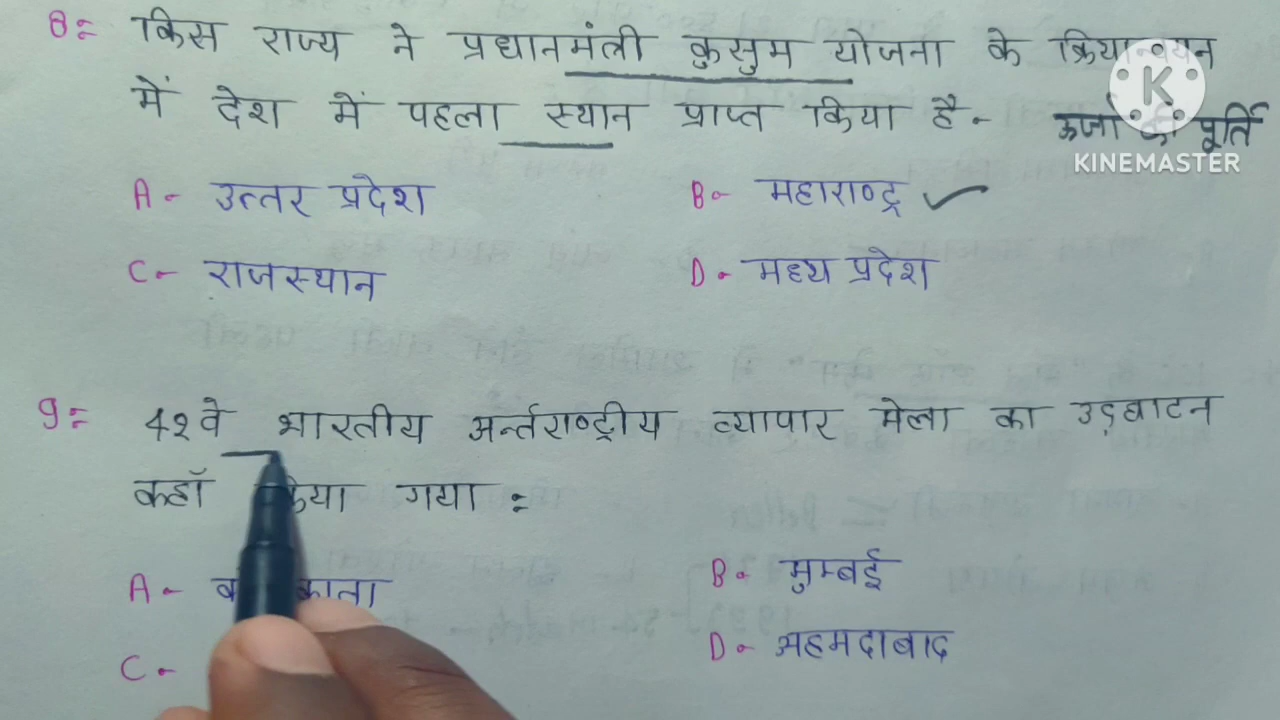 8= किस राज्य ने प्रधानमंत्री कुसुम योजना के क्रियान्वयन
में देश में पहला स्थान प्राप्त किया है-
पूर्ति
KINEMASTER
A- उत्तर प्रदेश
B- महाराष्ट्र
C- राजस्थान
D- मध्य प्रदेश
9= 42वे भारतीय अर्न्तराष्ट्रीय व्यापार मेला का उद्घाटन
कहाँ किया गया :
A-
B- मुम्बई
C-
D- अहमदाबाद